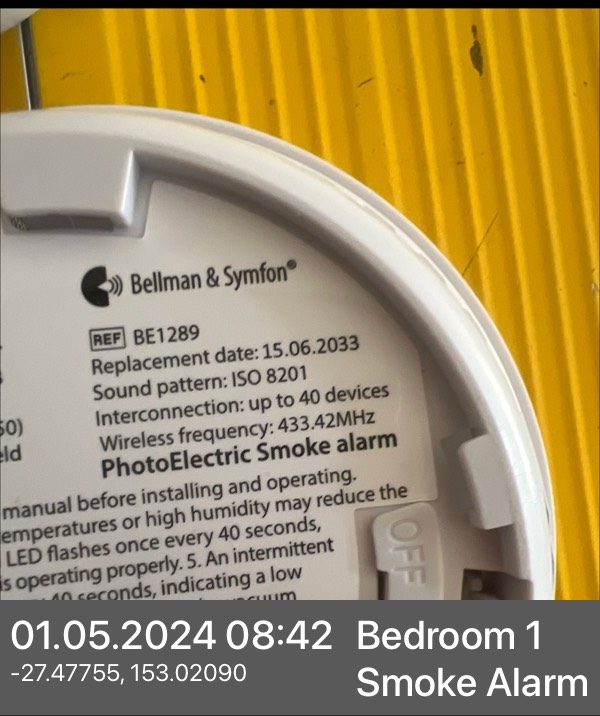 Bellman & Symfon®
REF BE1289
Replacement date: 15.06.2033
Sound pattern: ISO 8201
Interconnection: up to 40 devices
50)
Wireless frequency: 433.42MHz
eld
PhotoElectric Smoke alarm
manual before installing and operating.
emperatures or high humidity may reduce the
LED flashes once every 40 seconds,
is operating properly. 5. An intermittent
40 seconds, indicating a low
OFF
01.05.2024 08:42
-27.47755, 153.02090
Bedroom 1
Smoke Alarm